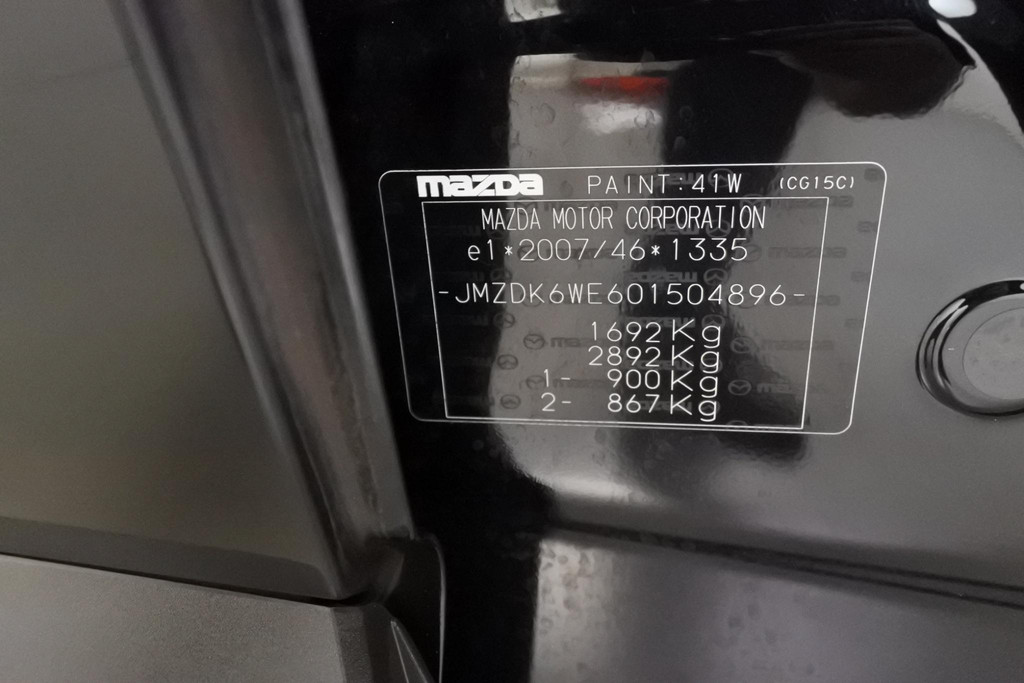 mazda PAINT:41W (CG15C)
MAZDA MOTOR CORPORATION
e1*2007/46*1335
-JMZDK6WE601504896-
1692Kg
2892Kg
1- 900Kg
2- 867Kg